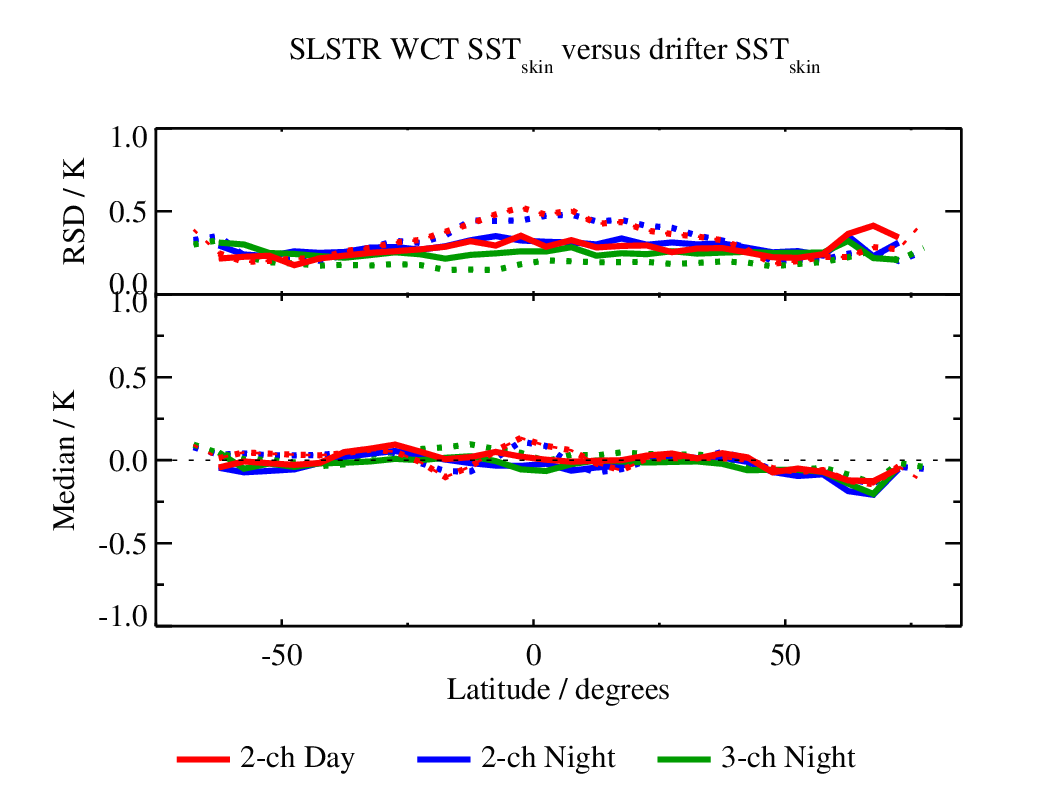 SLSTR WCT SSTskin versus drifter SSTskin
1.0
RSD / K
0.5
0.0
1.0
0.5
Median / K
0.0
-0.5
-1.0
-50 0 50
Latitude / degrees
2-ch Day 2-ch Night 3-ch Night